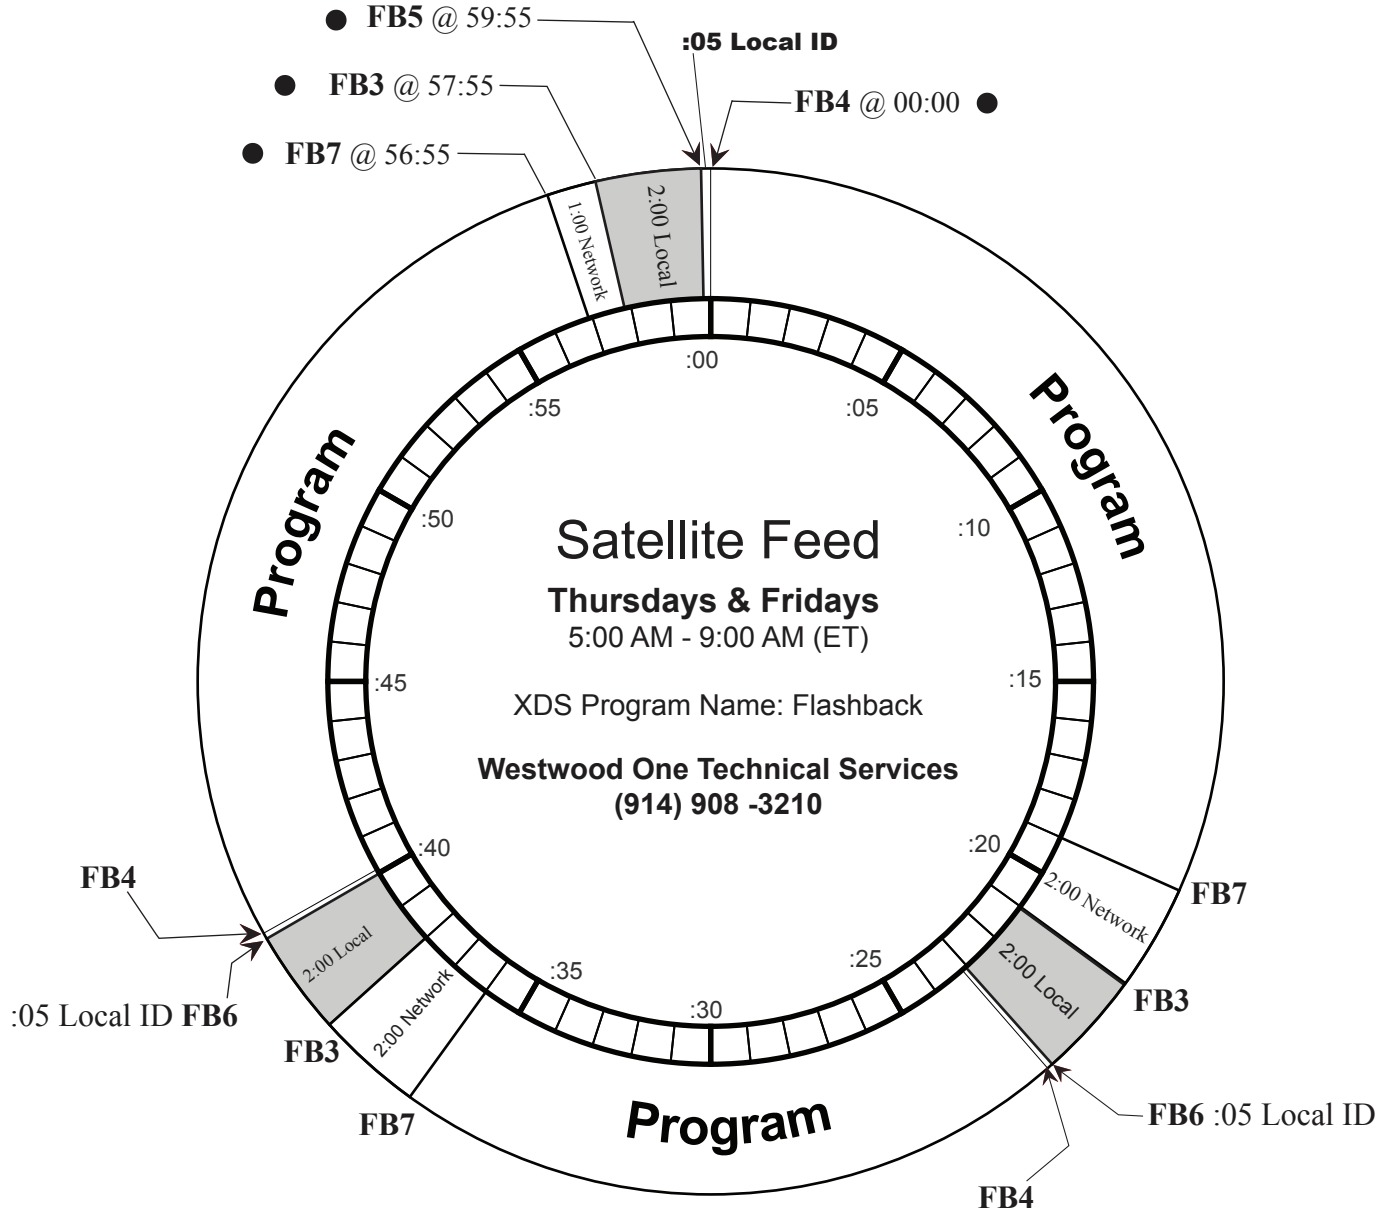 FB5 @ 59:55
:05 Local ID
FB3 @ 57:55
FB4 @ 00:00
FB7 @ 56:55
1:00 Network
2:00 Local
:00
:05
:10
:15
:20
:25
:30
:35
:40
:45
:50
:55
Program
Program
Program
Satellite Feed
Thursdays & Fridays
5:00 AM - 9:00 AM (ET)
XDS Program Name: Flashback
Westwood One Technical Services
(914) 908 -3210
2:00 Network
FB7
2:00 Local
FB3
FB6 :05 Local ID
FB4
FB4
2:00 Local
:05 Local ID FB6
2:00 Network
FB3
FB7